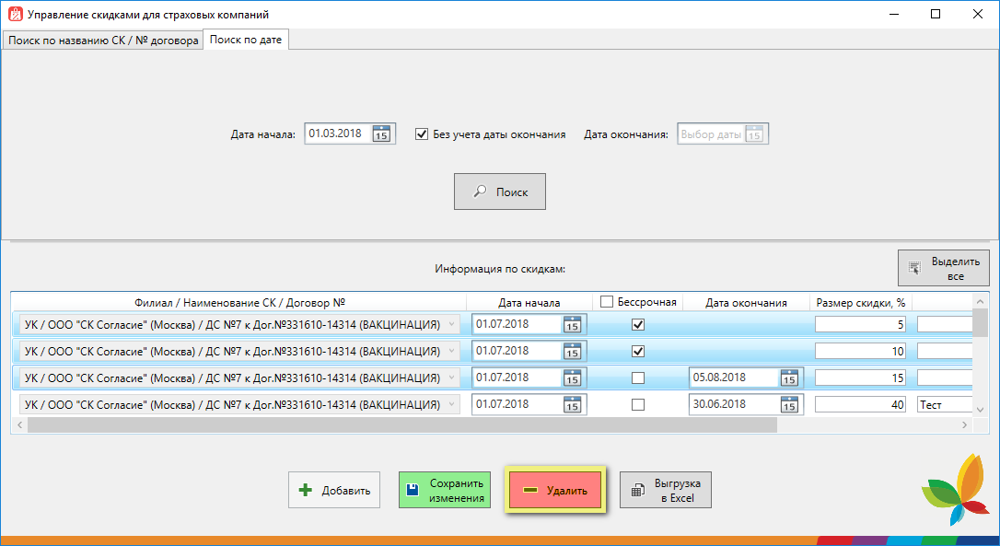 Управление скидками для страховых компаний
Поиск по названию СК / № договора Поиск по дате
Дата начала: 01.03.2018 15 Без учета даты окончания Дата окончания: Выбор даты 15
Поиск
Информация по скидкам:
Выделить
все
Филиал / Наименование СК / Договор № Дата начала Бессрочная Дата окончания Размер скидки, %
УК / ООО "СК Согласие" (Москва) / ДС №7 к Дог.№331610-14314 (ВАКЦИНАЦИЯ) 01.07.2018 15 5
УК / ООО "СК Согласие" (Москва) / ДС №7 к Дог.№331610-14314 (ВАКЦИНАЦИЯ) 01.07.2018 15 10
УК / ООО "СК Согласие" (Москва) / ДС №7 к Дог.№331610-14314 (ВАКЦИНАЦИЯ) 01.07.2018 15 05.08.2018 15 15
УК / ООО "СК Согласие" (Москва) / ДС №7 к Дог.№331610-14314 (ВАКЦИНАЦИЯ) 01.07.2018 15 30.06.2018 15 40 Тест
Добавить
Сохранить
изменения
Удалить
Выгрузка
в Excel